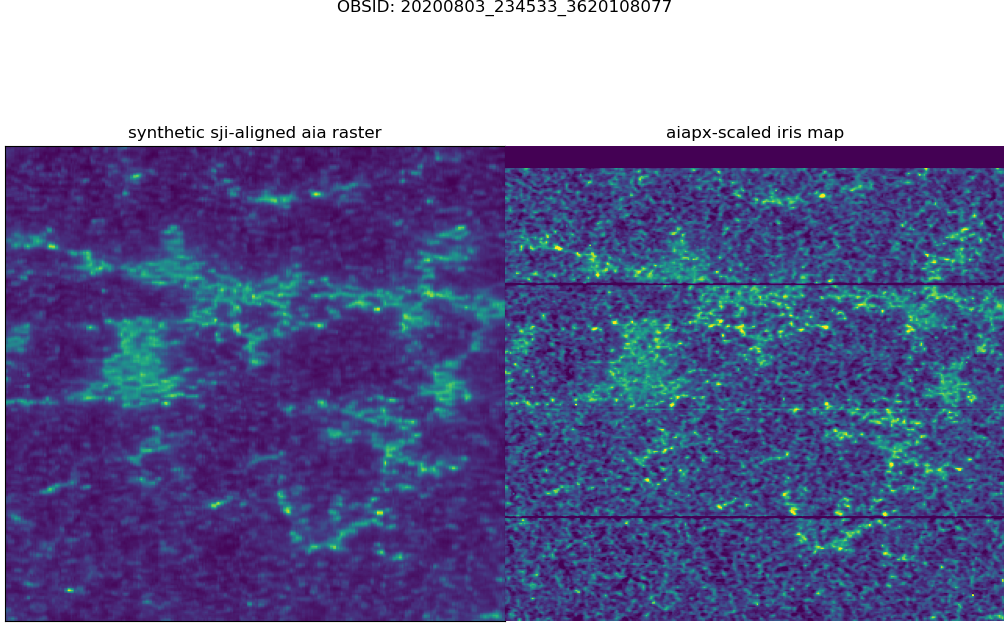 OBSID: 20200803_234533_3620108077
synthetic sji-aligned aia raster
aiapx-scaled iris map